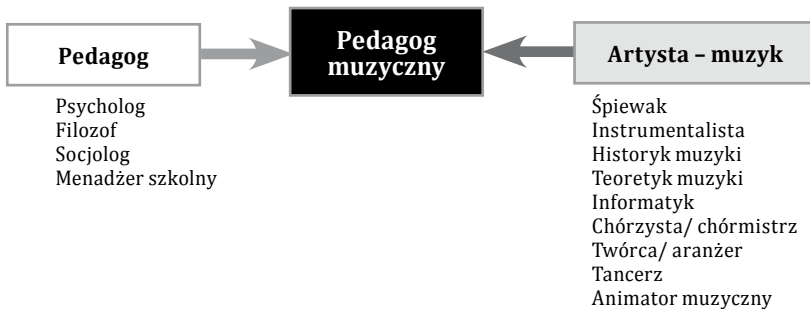 Pedagog
Pedagog
muzyczny
Artysta – muzyk
Psycholog
Filozof
Socjolog
Menadżer szkolny
Śpiewak
Instrumentalista
Historyk muzyki
Teoretyk muzyki
Informatyk
Chórzysta/ chórmistrz
Twórca/ aranżer
Tancerz
Animator muzyczny